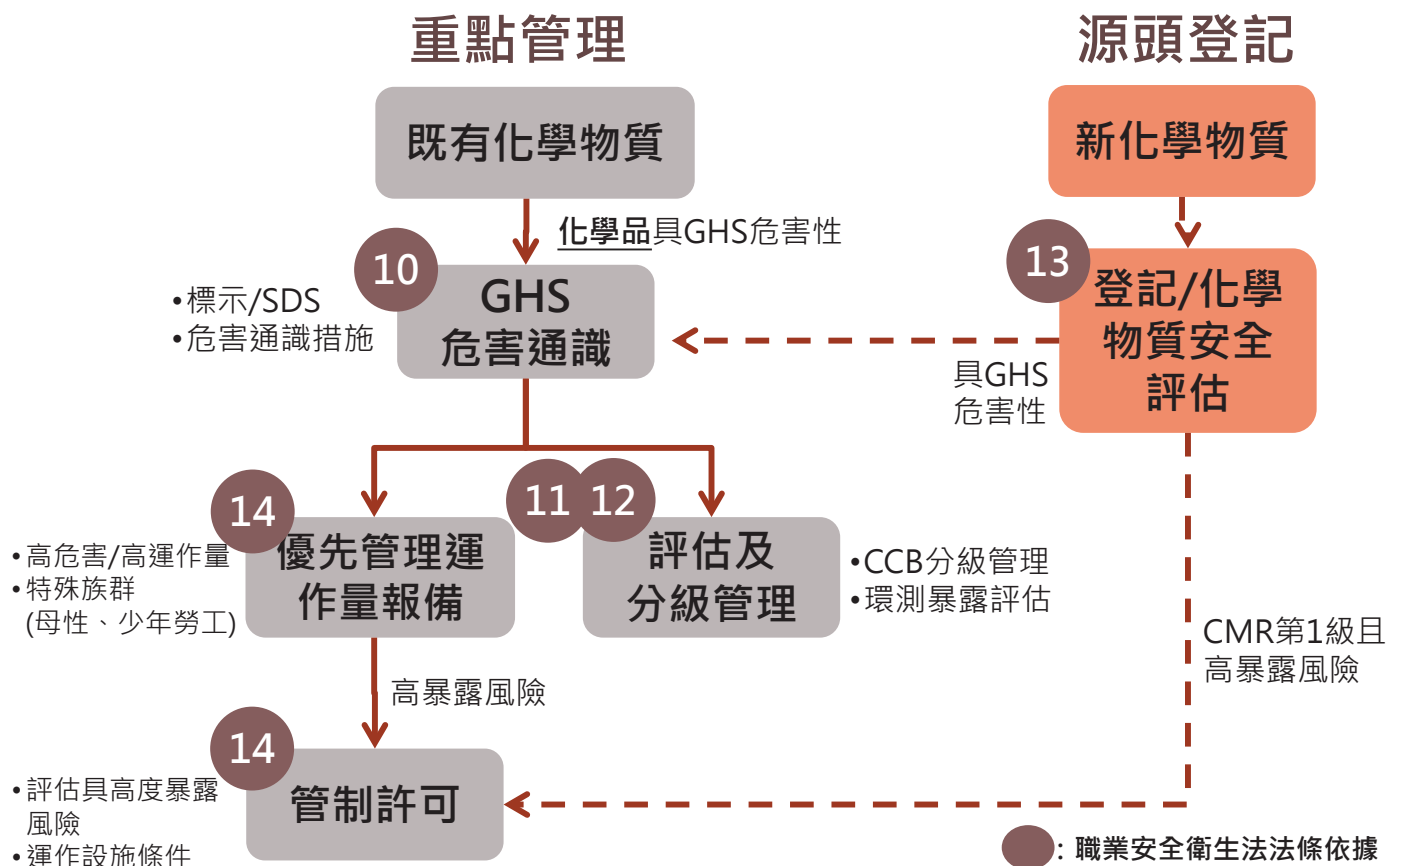 重點管理
源頭登記
既有化學物質
新化學物質
化學品具GHS危害性
10
GHS
危害通識
•標示/SDS
•危害通識措施
13
登記/化學
物質安全
評估
具GHS
危害性
14
優先管理運
作量報備
•高危害/高運作量
•特殊族群
(母性、少年勞工)
11 12
評估及
分級管理
•CCB分級管理
•環測暴露評估
CMR第1級且
高暴露風險
高暴露風險
14
管制許可
•評估具高度暴露
風險
•運作設施條件
: 職業安全衛生法法條依據